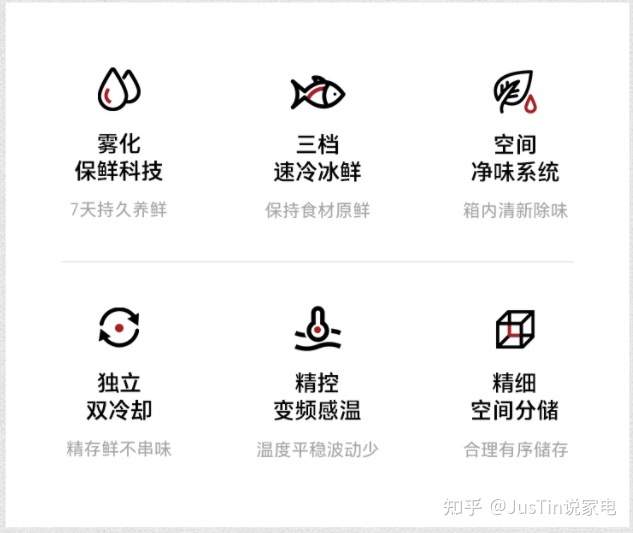 雾化
保鲜科技
7天持久养鲜
三档
速冷冰鲜
保持食材原鲜
空间
净味系统
箱内清新除味
独立
双冷却
精存鲜不串味
精控
变频感温
温度平稳波动少
精细
空间分储
合理有序储存
知乎 @JusTin说家电